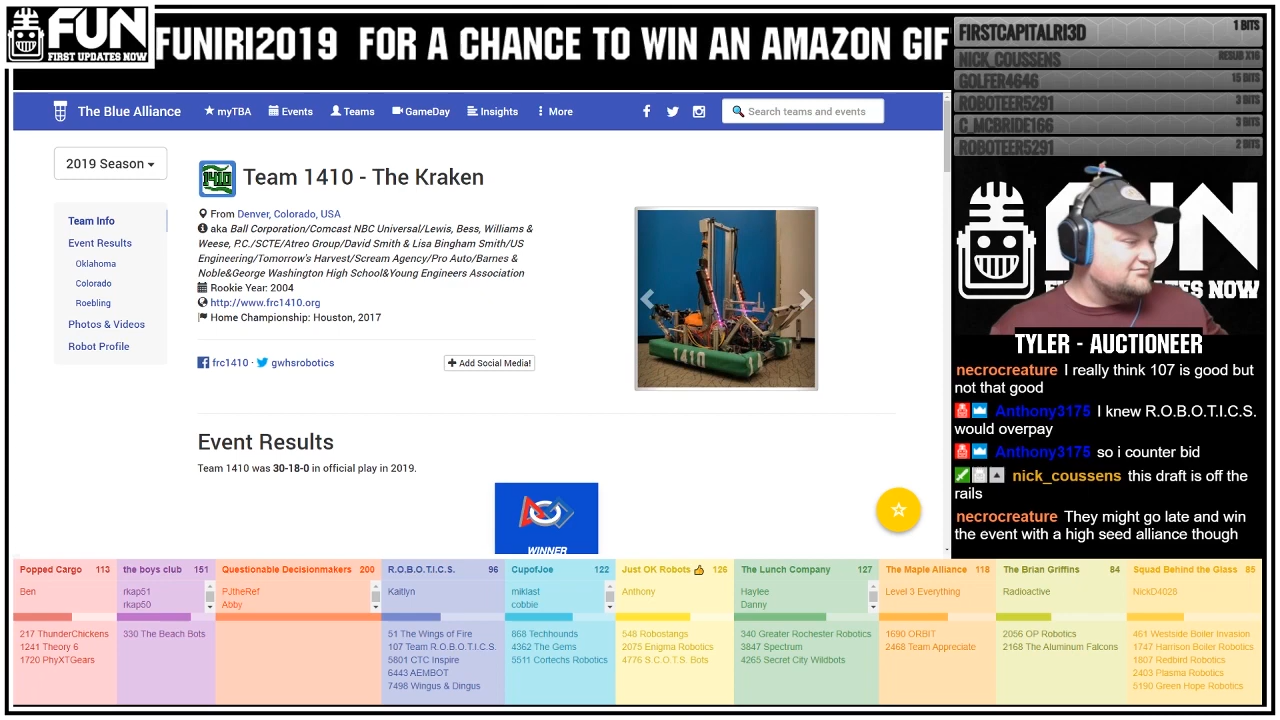 FUN
FIRST UPDATES NOW
FUNIRI2019 FOR A CHANCE TO WIN AN AMAZON GIF
FIRSTCAPITALRI3D 1 BITS
NICK_COUSSENS RESUB X16
GOLFER4646 15 BITS
ROBOTEER5291 3 BITS
C_MCBRIDE166 3 BITS
ROBOTEER5291 2 BITS
The Blue Alliance
myTBA
Events
Teams
GameDay
Insights
More
Search teams and events
2019 Season
Team Info
Event Results
Oklahoma
Colorado
Roebling
Photos & Videos
Robot Profile
1410
Team 1410 - The Kraken
From Denver, Colorado, USA
aka Ball Corporation/Comcast NBC Universal/Lewis, Bess, Williams &
Weese, P.C./SCTE/Atreo Group/David Smith & Lisa Bingham Smith/US
Engineering/Tomorrow's Harvest/Scream Agency/Pro Auto/Barnes &
Noble&George Washington High School&Young Engineers Association
Rookie Year: 2004
http://www.frc1410.org
Home Championship: Houston, 2017
frc1410 · gwhsrobotics
Add Social Media!
1410
Event Results
Team 1410 was 30-18-0 in official play in 2019.
WINNER
FUN
NOW
TYLER - AUCTIONEER
necrocreature I really think 107 is good but
not that good
Anthony3175 I knew R.O.B.O.T.I.C.S.
would overpay
Anthony3175 so i counter bid
nick_coussens this draft is off the
rails
necrocreature They might go late and win
the event with a high seed alliance though
Popped Cargo 113
Ben
217 ThunderChickens
1241 Theory 6
1720 PhyXTGears
the boys club 151
rkap51
rkap50
330 The Beach Bots
Questionable Decisionmakers 200
PJtheRef
Abby
R.O.B.O.T.I.C.S. 96
Kaitlyn
51 The Wings of Fire
107 Team R.O.B.O.T.I.C.S.
5801 CTC Inspire
6443 AEMBOT
7498 Wingus & Dingus
CupofJoe 122
miklast
cobbie
868 Techhounds
4362 The Gems
5511 Cortechs Robotics
Just OK Robots 126
Anthony
548 Robostangs
2075 Enigma Robotics
4776 S.C.O.T.S. Bots
The Lunch Company 127
Haylee
Danny
340 Greater Rochester Robotics
3847 Spectrum
4265 Secret City Wildbots
The Maple Alliance 118
Level 3 Everything
1690 ORBIT
2468 Team Appreciate
The Brian Griffins 84
Radioactive
2056 OP Robotics
2168 The Aluminum Falcons
Squad Behind the Glass 85
NickD4028
461 Westside Boiler Invasion
1747 Harrison Boiler Robotics
1807 Redbird Robotics
2403 Plasma Robotics
5190 Green Hope Robotics